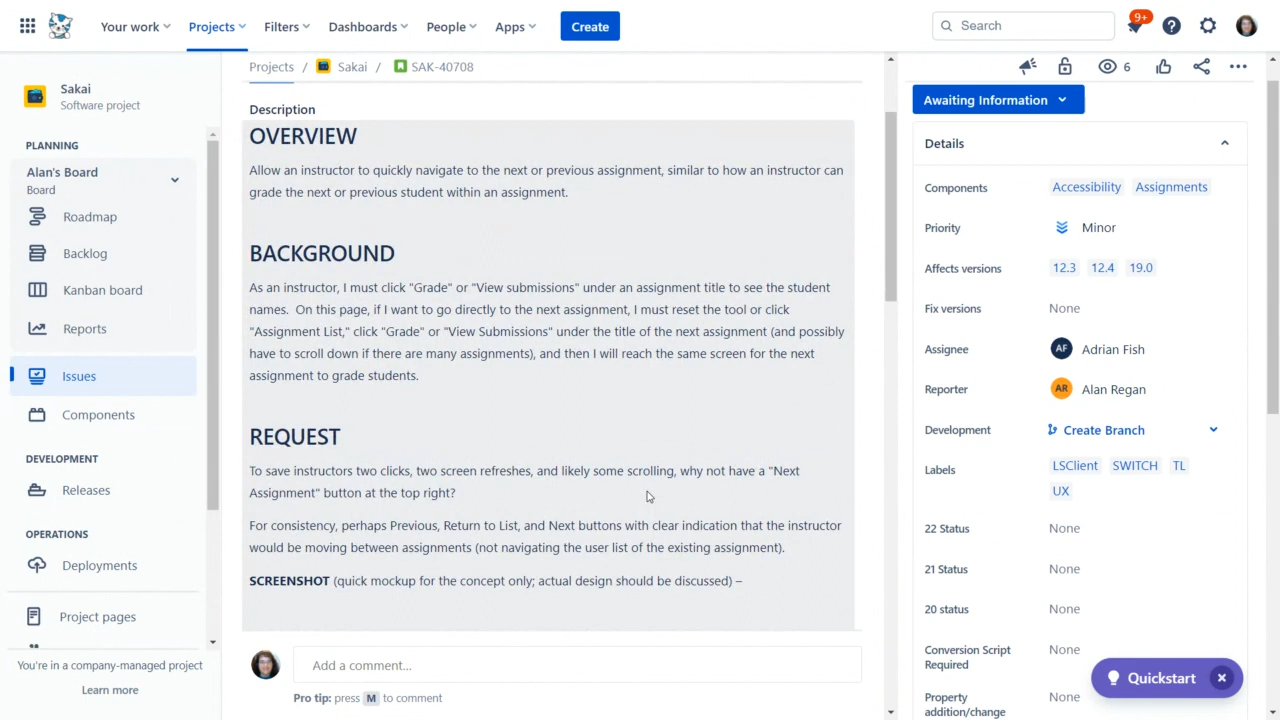 Your work
Projects
Filters
Dashboards
People
Apps
Create
Search
9+
Sakai
Software project
PLANNING
Alan's Board
Board
Roadmap
Backlog
Kanban board
Reports
Issues
Components
DEVELOPMENT
Releases
OPERATIONS
Deployments
Project pages
You're in a company-managed project
Learn more
Projects / Sakai / SAK-40708
Description
OVERVIEW
Allow an instructor to quickly navigate to the next or previous assignment, similar to how an instructor can
grade the next or previous student within an assignment.
BACKGROUND
As an instructor, I must click "Grade" or "View submissions" under an assignment title to see the student
names.  On this page, if I want to go directly to the next assignment, I must reset the tool or click
"Assignment List," click "Grade" or "View Submissions" under the title of the next assignment (and possibly
have to scroll down if there are many assignments), and then I will reach the same screen for the next
assignment to grade students.
REQUEST
To save instructors two clicks, two screen refreshes, and likely some scrolling, why not have a "Next
Assignment" button at the top right?
For consistency, perhaps Previous, Return to List, and Next buttons with clear indication that the instructor
would be moving between assignments (not navigating the user list of the existing assignment).
SCREENSHOT (quick mockup for the concept only; actual design should be discussed) –
Add a comment...
Pro tip: press M to comment
6
Awaiting Information
Details
Components Accessibility Assignments
Priority Minor
Affects versions 12.3 12.4 19.0
Fix versions None
Assignee AF Adrian Fish
Reporter AR Alan Regan
Development Create Branch
Labels LSClient SWITCH TL
UX
22 Status None
21 Status None
20 status None
Conversion Script
Required None
Property
addition/change None
Quickstart